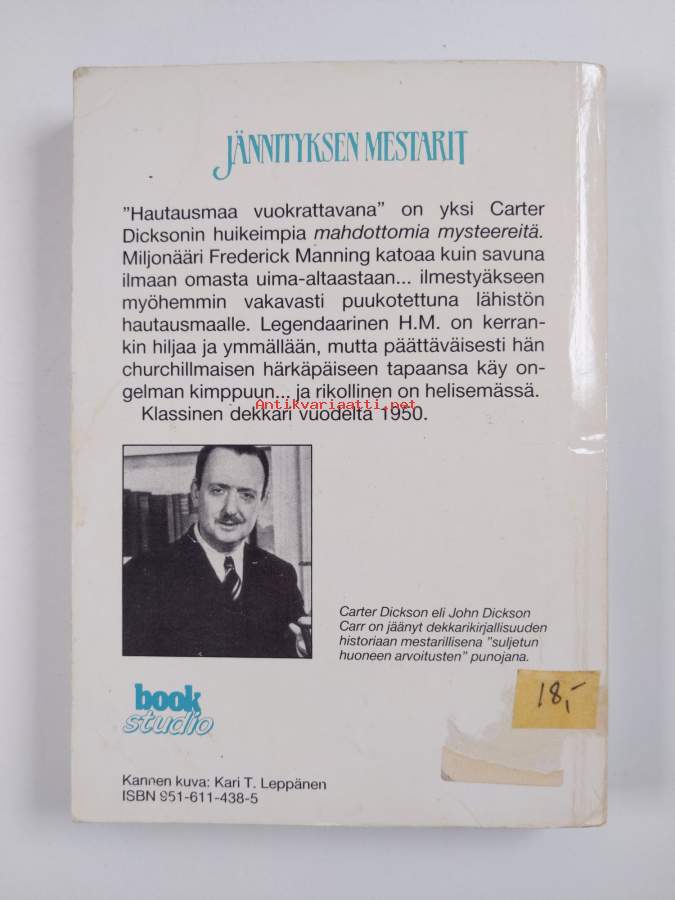 JÄNNITYKSEN MESTARIT
"Hautausmaa vuokrattavana" on yksi Carter
Dicksonin huikeimpia mahdottomia mysteereitä.
Miljonääri Frederick Manning katoaa kuin savuna
ilmaan omasta uima-altaastaan... ilmestyäkseen
myöhemmin vakavasti puukotettuna lähistön
hautausmaalle. Legendaarinen H.M. on kerran-
kin hiljaa ja ymmällään, mutta päättäväisesti hän
churchillmaisen härkäpäiseen tapaansa käy on-
gelman kimppuun... ja rikollinen on helisemässä.
Antikvariaatti.net
Klassinen dekkari vuodelta 1950.
Carter Dickson eli John Dickson
Carr on jäänyt dekkarikirjallisuuden
historiaan mestarillisena "suljetun
huoneen arvoitusten" punojana.
18,-
book
studio
Kannen kuva: Kari T. Leppänen
ISBN 951-611-438-5